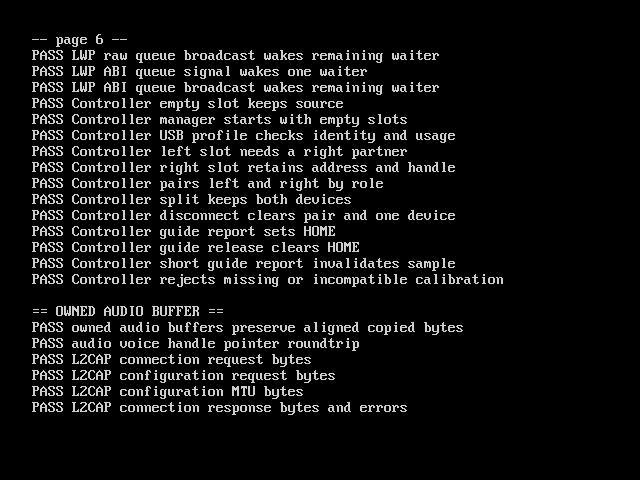 -- page 6 --
PASS LWP raw queue broadcast wakes remaining waiter
PASS LWP ABI queue signal wakes one waiter
PASS LWP ABI queue broadcast wakes remaining waiter
PASS Controller empty slot keeps source
PASS Controller manager starts with empty slots
PASS Controller USB profile checks identity and usage
PASS Controller left slot needs a right partner
PASS Controller right slot retains address and handle
PASS Controller pairs left and right by role
PASS Controller split keeps both devices
PASS Controller disconnect clears pair and one device
PASS Controller guide report sets HOME
PASS Controller guide release clears HOME
PASS Controller short guide report invalidates sample
PASS Controller rejects missing or incompatible calibration
== OWNED AUDIO BUFFER ==
PASS owned audio buffers preserve aligned copied bytes
PASS audio voice handle pointer roundtrip
PASS L2CAP connection request bytes
PASS L2CAP configuration request bytes
PASS L2CAP configuration MTU bytes
PASS L2CAP connection response bytes and errors